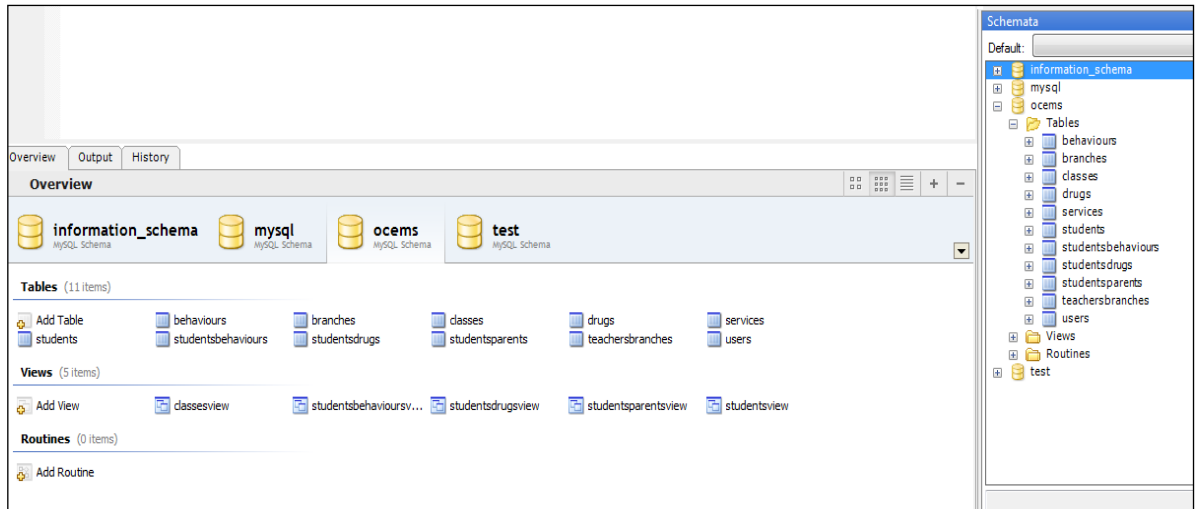 Overview Output History
Overview
information_schema mysql ocems test
MySQL Schema MySQL Schema MySQL Schema MySQL Schema
Tables (11 items)
Add Table behaviours branches classes drugs services
students studentsbehaviours studentsdrugs studentsparents teachersbranches users
Views (5 items)
Add View classesview studentsbehavioursv... studentsdrugsview studentsparentsview studentsview
Routines (0 items)
Add Routine
Schemata
Default:
information_schema
mysql
ocems
Tables
behaviours
branches
classes
drugs
services
students
studentsbehaviours
studentsdrugs
studentsparents
teachersbranches
users
Views
Routines
test